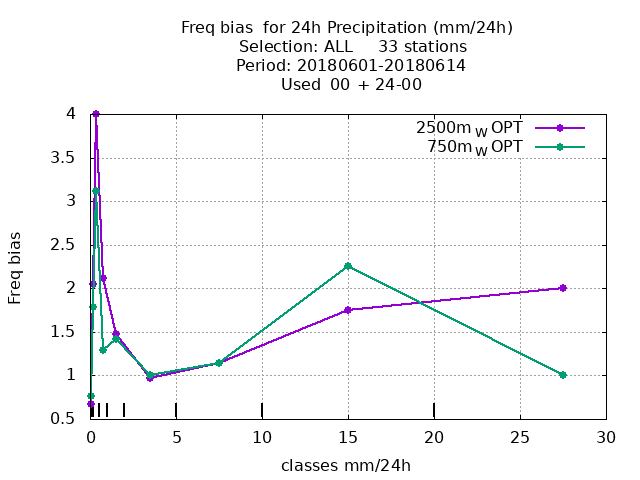 Freq bias  for 24h Precipitation (mm/24h)
Selection: ALL     33 stations
Period: 20180601-20180614
Used  00 + 24-00
2500m W OPT
750m W OPT
4
3.5
3
2.5
2
1.5
1
0.5
Freq bias
0 5 10 15 20 25 30
classes mm/24h